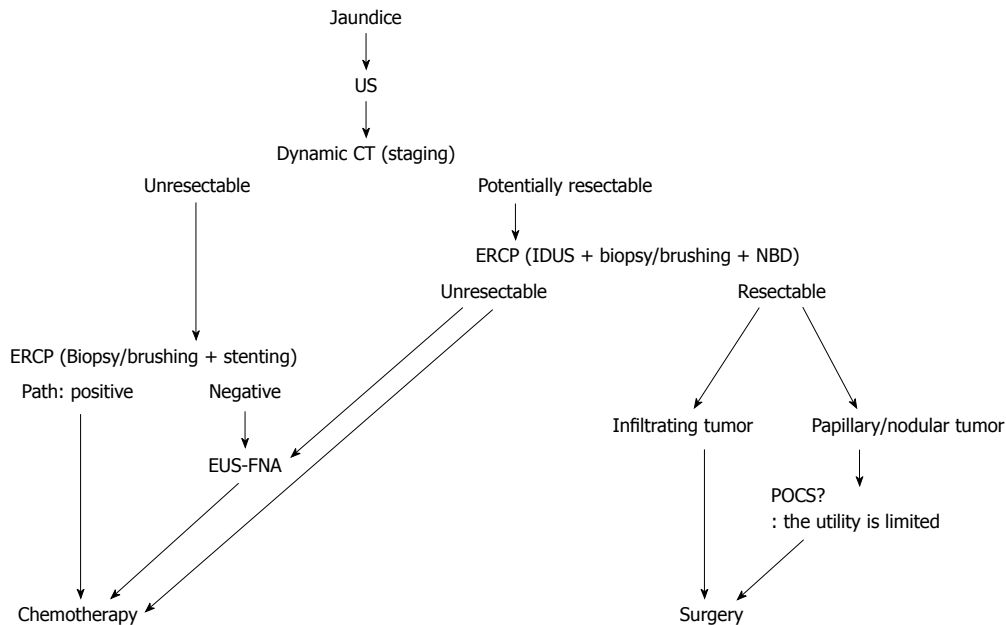 Jaundice
US
Dynamic CT (staging)
Unresectable
Potentially resectable
ERCP (IDUS + biopsy/brushing + NBD)
Unresectable
Resectable
ERCP (Biopsy/brushing + stenting)
Path: positive
Negative
Infiltrating tumor
Papillary/nodular tumor
EUS-FNA
POCS?
: the utility is limited
Chemotherapy
Surgery